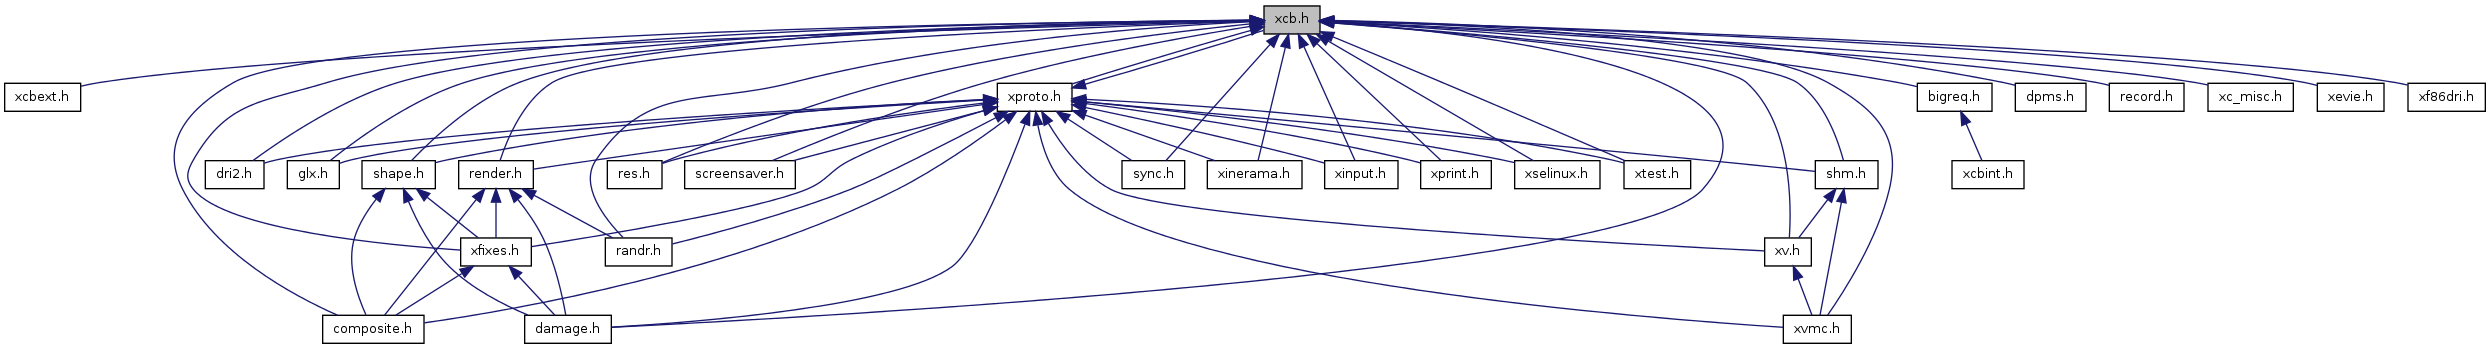 xcb.h
xcbext.h
xproto.h
bigreq.h
dpms.h
record.h
xc_misc.h
xevie.h
xf86dri.h
dri2.h
glx.h
shape.h
render.h
res.h
screensaver.h
sync.h
xinerama.h
xinput.h
xprint.h
xselinux.h
xtest.h
shm.h
xcbint.h
xfixes.h
randr.h
xv.h
composite.h
damage.h
xvmc.h